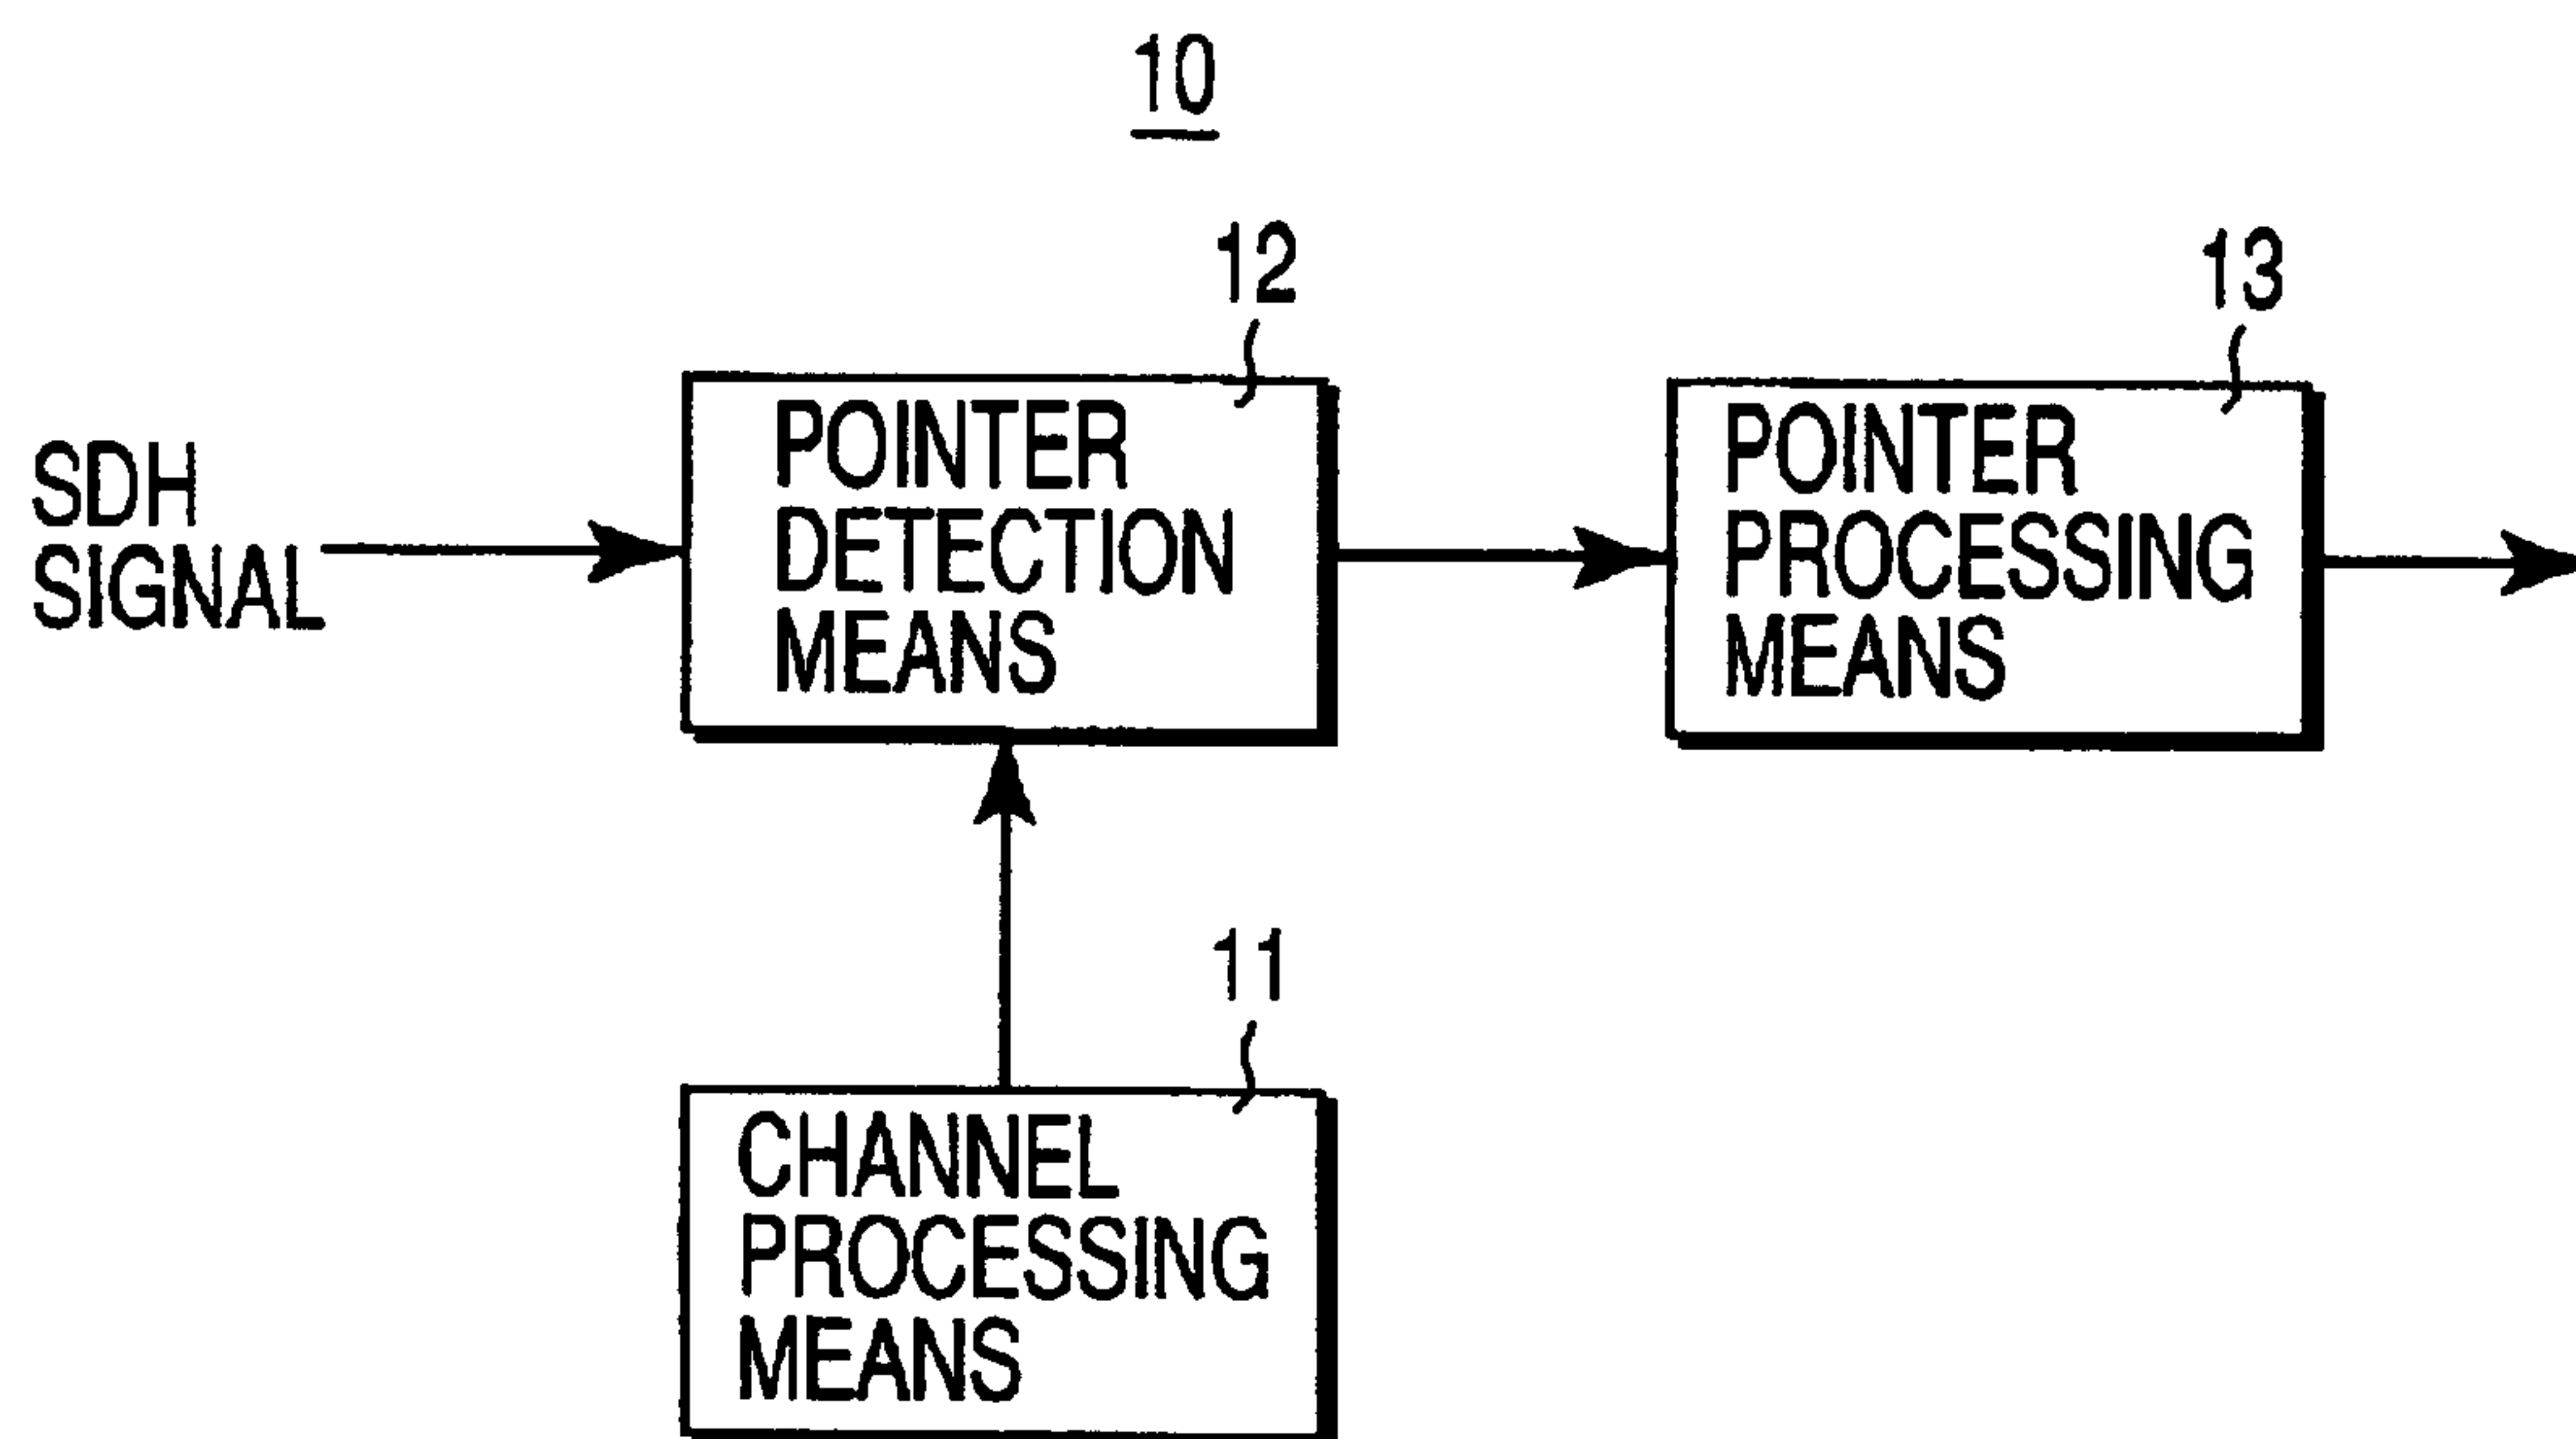 10
12
13
SDH
SIGNAL
POINTER
DETECTION
MEANS
POINTER
PROCESSING
MEANS
11
CHANNEL
PROCESSING
MEANS